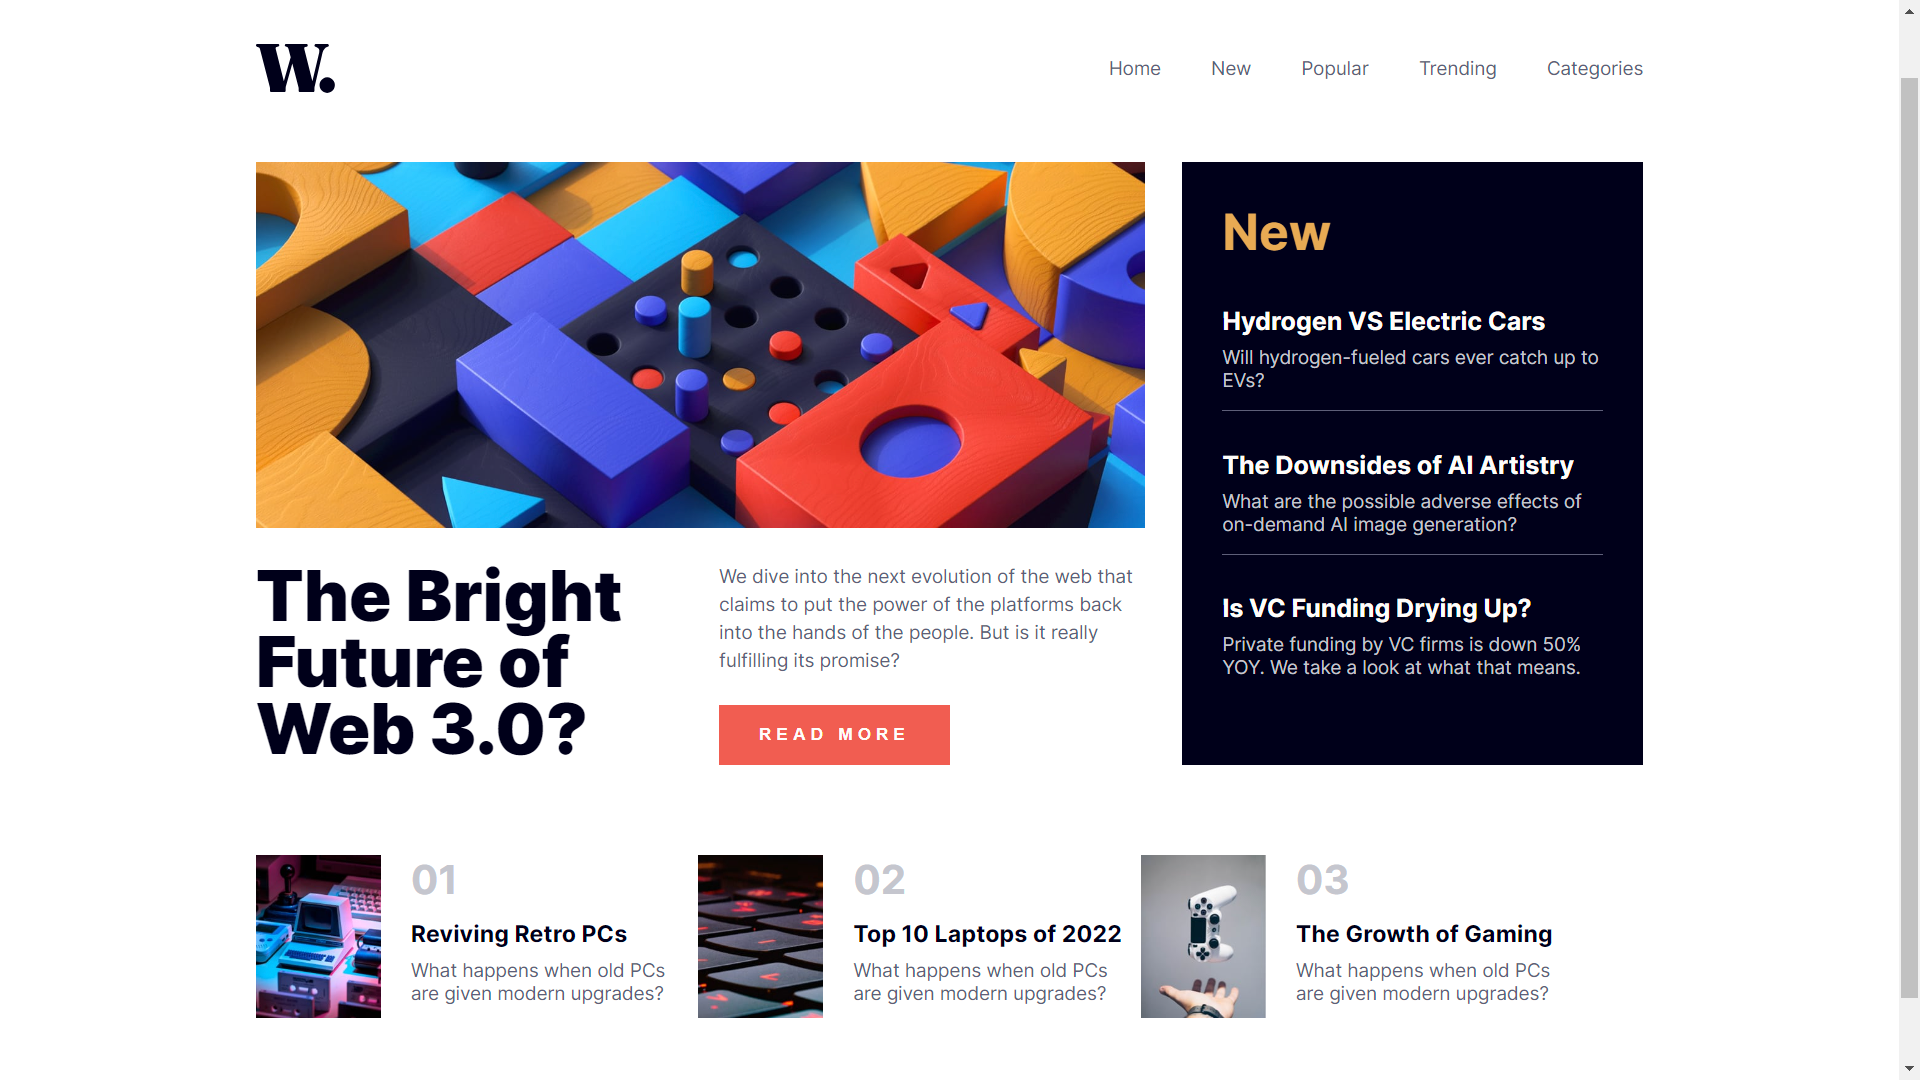 W.
Home New Popular Trending Categories
The Bright
Future of
Web 3.0?
We dive into the next evolution of the web that
claims to put the power of the platforms back
into the hands of the people. But is it really
fulfilling its promise?
READ MORE
New
Hydrogen VS Electric Cars
Will hydrogen-fueled cars ever catch up to
EVs?
The Downsides of AI Artistry
What are the possible adverse effects of
on-demand AI image generation?
Is VC Funding Drying Up?
Private funding by VC firms is down 50%
YOY. We take a look at what that means.
01
Reviving Retro PCs
What happens when old PCs
are given modern upgrades?
02
Top 10 Laptops of 2022
What happens when old PCs
are given modern upgrades?
03
The Growth of Gaming
What happens when old PCs
are given modern upgrades?